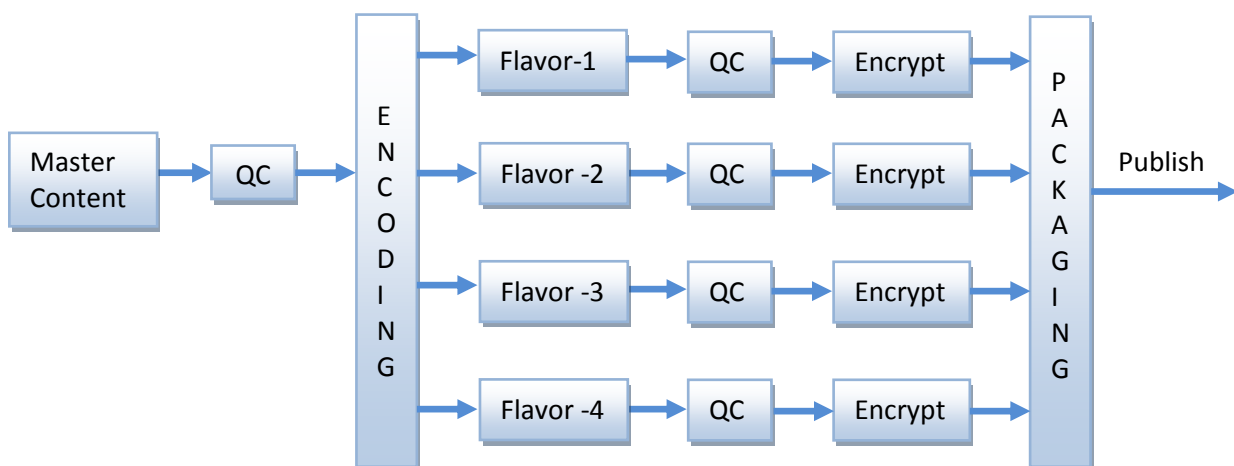 Master
Content
QC
E
N
C
O
D
I
N
G
Flavor-1
QC
Encrypt
Flavor -2
QC
Encrypt
Flavor -3
QC
Encrypt
Flavor -4
QC
Encrypt
P
A
C
K
A
G
I
N
G
Publish